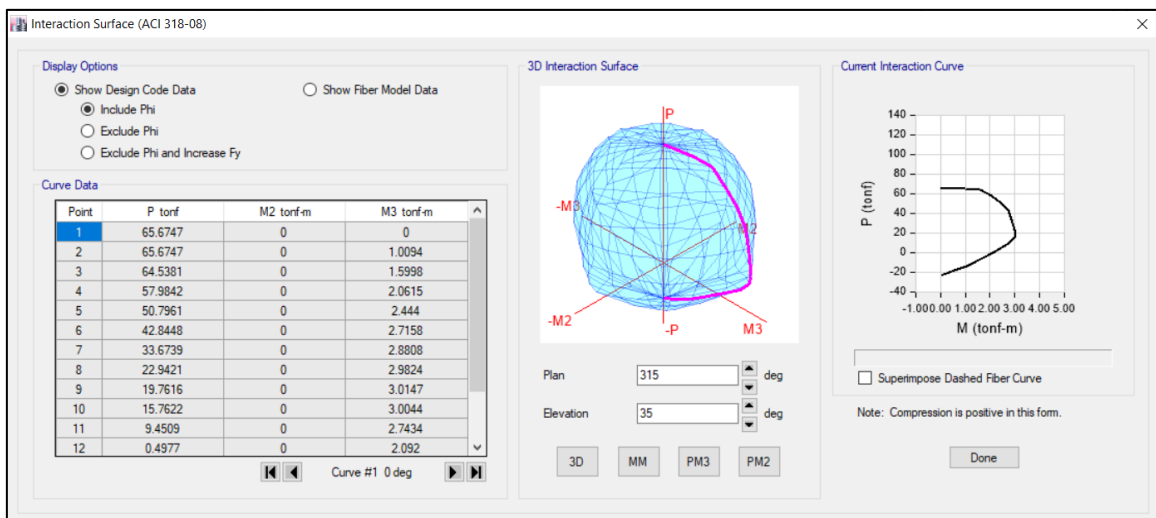 Interaction Surface (ACI 318-08)
Display Options
Show Design Code Data
Show Fiber Model Data
Include Phi
Exclude Phi
Exclude Phi and Increase Fy
Curve Data
Point P tonf M2 tonf-m M3 tonf-m
1 65.6747 0 0
2 65.6747 0 1.0094
3 64.5381 0 1.5998
4 57.9842 0 2.0615
5 50.7961 0 2.444
6 42.8448 0 2.7158
7 33.6739 0 2.8808
8 22.9421 0 2.9824
9 19.7616 0 3.0147
10 15.7622 0 3.0044
11 9.4509 0 2.7434
12 0.4977 0 2.092
Curve #1 0 deg
3D Interaction Surface
P
-M3
M2
-M2
-P
M3
Plan 315 deg
Elevation 35 deg
3D MM PM3 PM2
Current Interaction Curve
140
120
100
80
60
40
20
0
-20
-40
P (tonf)
-1.00 0.00 1.00 2.00 3.00 4.00 5.00
M (tonf-m)
Superimpose Dashed Fiber Curve
Note: Compression is positive in this form.
Done